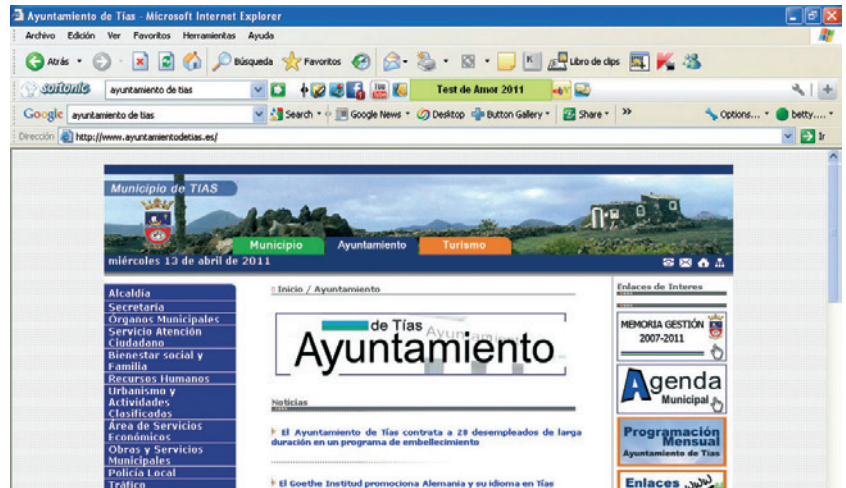 Ayuntamiento de Tías - Microsoft Internet Explorer
Archivo Edición Ver Favoritos Herramientas Ayuda
Atrás Búsqueda Favoritos Libro de clips
softonic ayuntamiento de tias Test de Amor 2011
Google ayuntamiento de tias Search Google News Desktop Button Gallery Share » Options... betty....
Dirección http://www.ayuntamientodetias.es/ Ir
Municipio de TIAS
Municipio Ayuntamiento Turismo
miércoles 13 de abril de 2011
Alcaldía
Secretaría
Órganos Municipales
Servicio Atención
Ciudadano
Bienestar social y
Familia
Recursos Humanos
Urbanismo y
Actividades
Clasificadas
Área de Servicios
Económicos
Obras y Servicios
Municipales
Policía Local
Tráfico
Inicio / Ayuntamiento
de Tías
Ayuntamiento
Ayuntamiento
Noticias
El Ayuntamiento de Tías contrata a 28 desempleados de larga
duración en un programa de embellecimiento
El Goethe Institud promociona Alemania y su idioma en Tías
Enlaces de Interes
MEMORIA GESTIÓN
2007-2011
Agenda
Municipal
Programación
Mensual
Ayuntamiento de Tías
Enlaces WWW